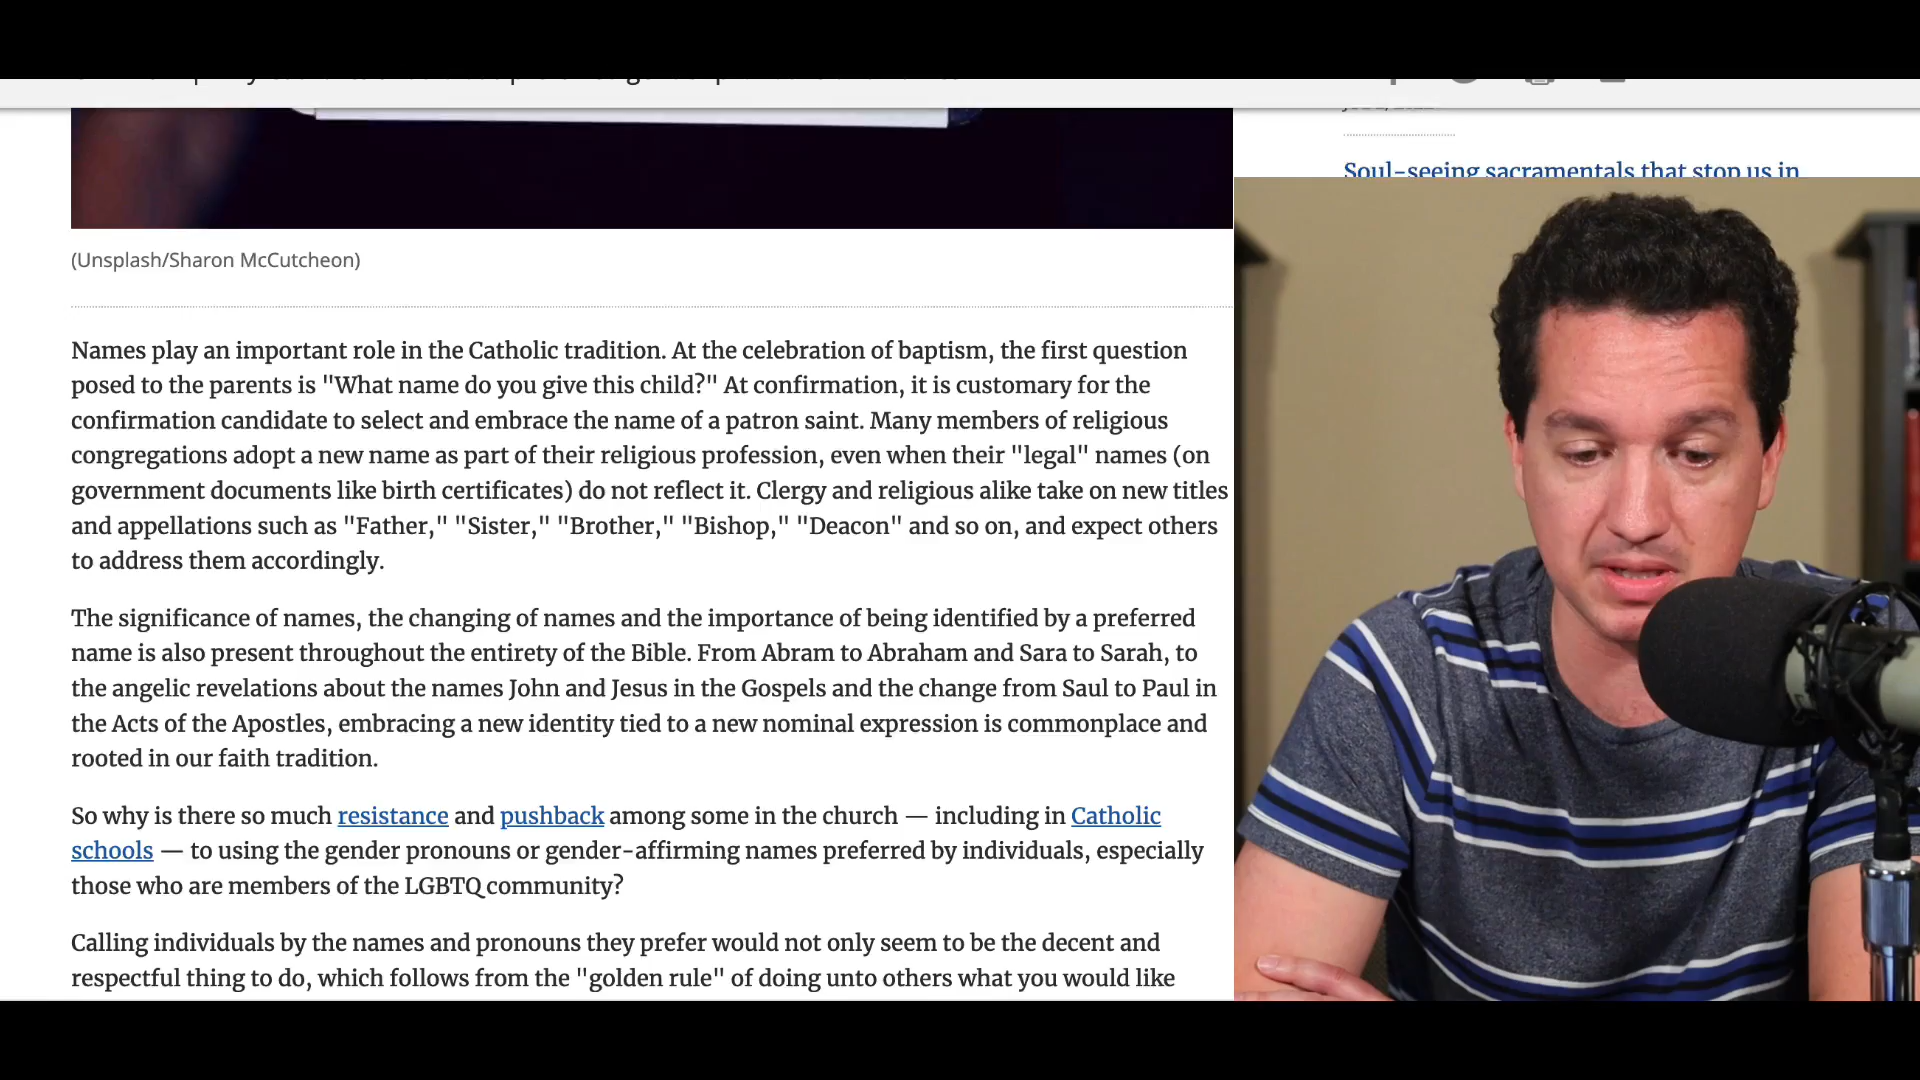 Soul-seeing sacramentals that stop us in
(Unsplash/Sharon McCutcheon)
Names play an important role in the Catholic tradition. At the celebration of baptism, the first question
posed to the parents is "What name do you give this child?" At confirmation, it is customary for the
confirmation candidate to select and embrace the name of a patron saint. Many members of religious
congregations adopt a new name as part of their religious profession, even when their "legal" names (on
government documents like birth certificates) do not reflect it. Clergy and religious alike take on new titles
and appellations such as "Father," "Sister," "Brother," "Bishop," "Deacon" and so on, and expect others
to address them accordingly.
The significance of names, the changing of names and the importance of being identified by a preferred
name is also present throughout the entirety of the Bible. From Abram to Abraham and Sara to Sarah, to
the angelic revelations about the names John and Jesus in the Gospels and the change from Saul to Paul in
the Acts of the Apostles, embracing a new identity tied to a new nominal expression is commonplace and
rooted in our faith tradition.
So why is there so much resistance and pushback among some in the church — including in Catholic
schools — to using the gender pronouns or gender-affirming names preferred by individuals, especially
those who are members of the LGBTQ community?
Calling individuals by the names and pronouns they prefer would not only seem to be the decent and
respectful thing to do, which follows from the "golden rule" of doing unto others what you would like